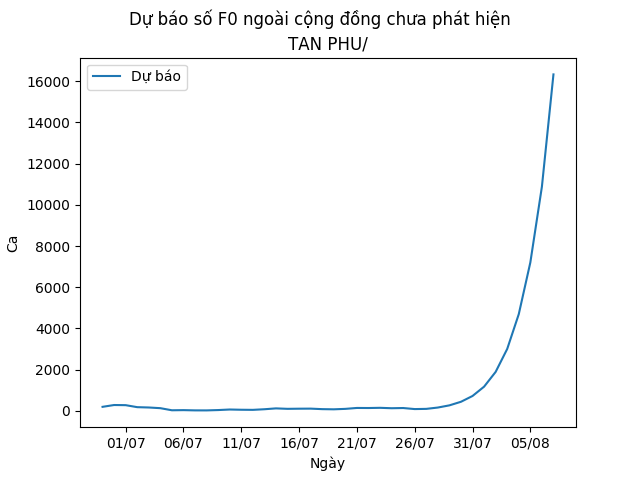 Dự báo số F0 ngoài cộng đồng chưa phát hiện
TAN PHU/
Dự báo
16000
14000
12000
10000
8000
6000
4000
2000
0
Ca
01/07 06/07 11/07 16/07 21/07 26/07 31/07 05/08
Ngày